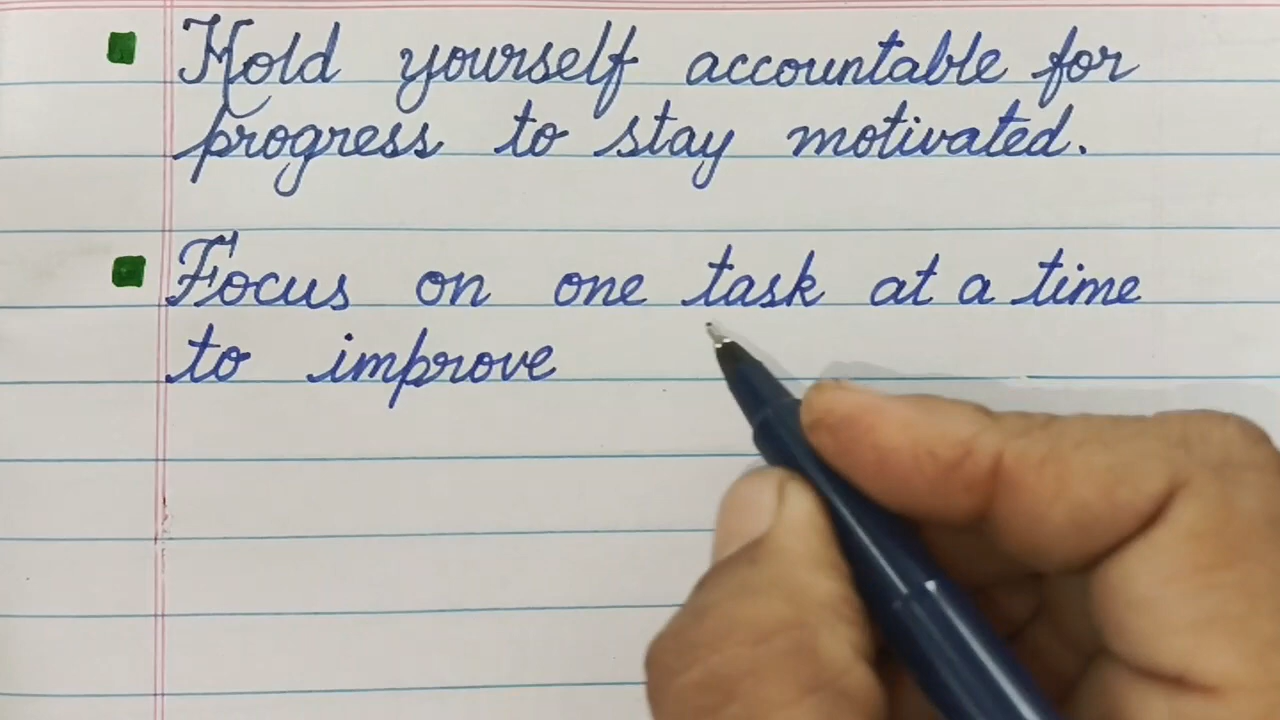 Hold yourself accountable for
progress to stay motivated.
Focus on one task at a time
to improve